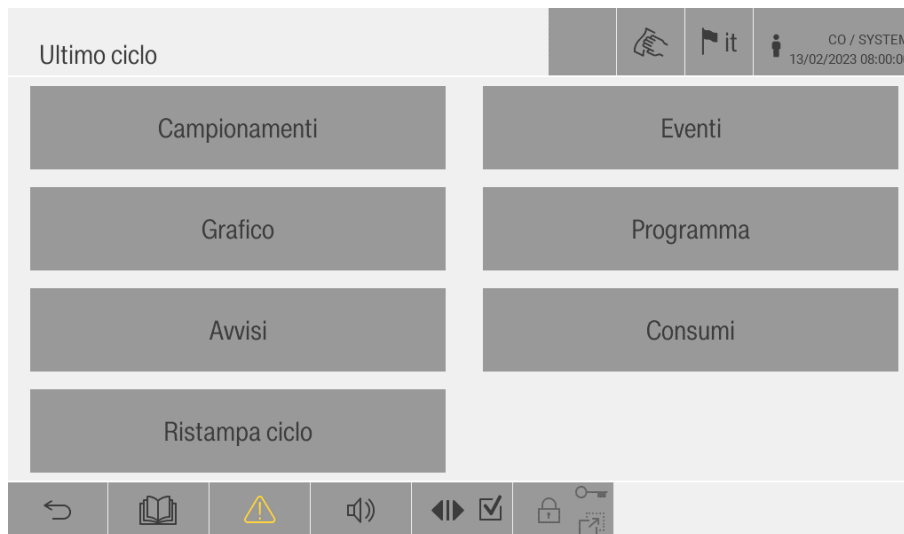 Ultimo ciclo
it
CO / SYSTEM
13/02/2023 08:00:0
Campionamenti
Eventi
Grafico
Programma
Avvisi
Consumi
Ristampa ciclo